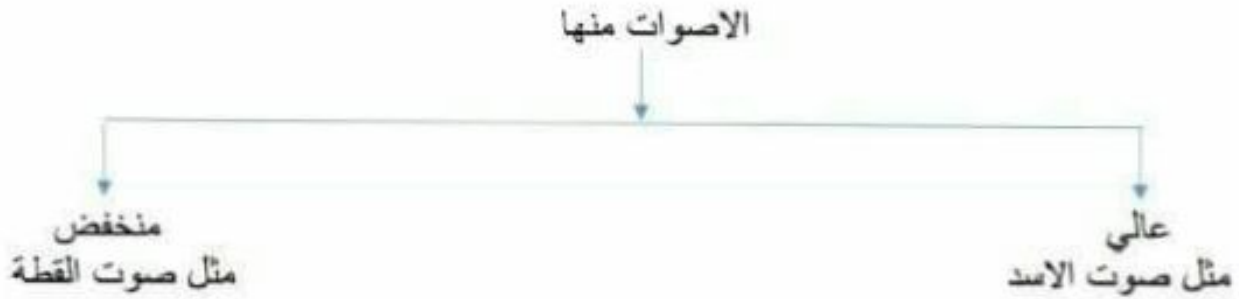 الاصوات منها
عالي
مثل صوت الاسد
منخفض
مثل صوت القطة